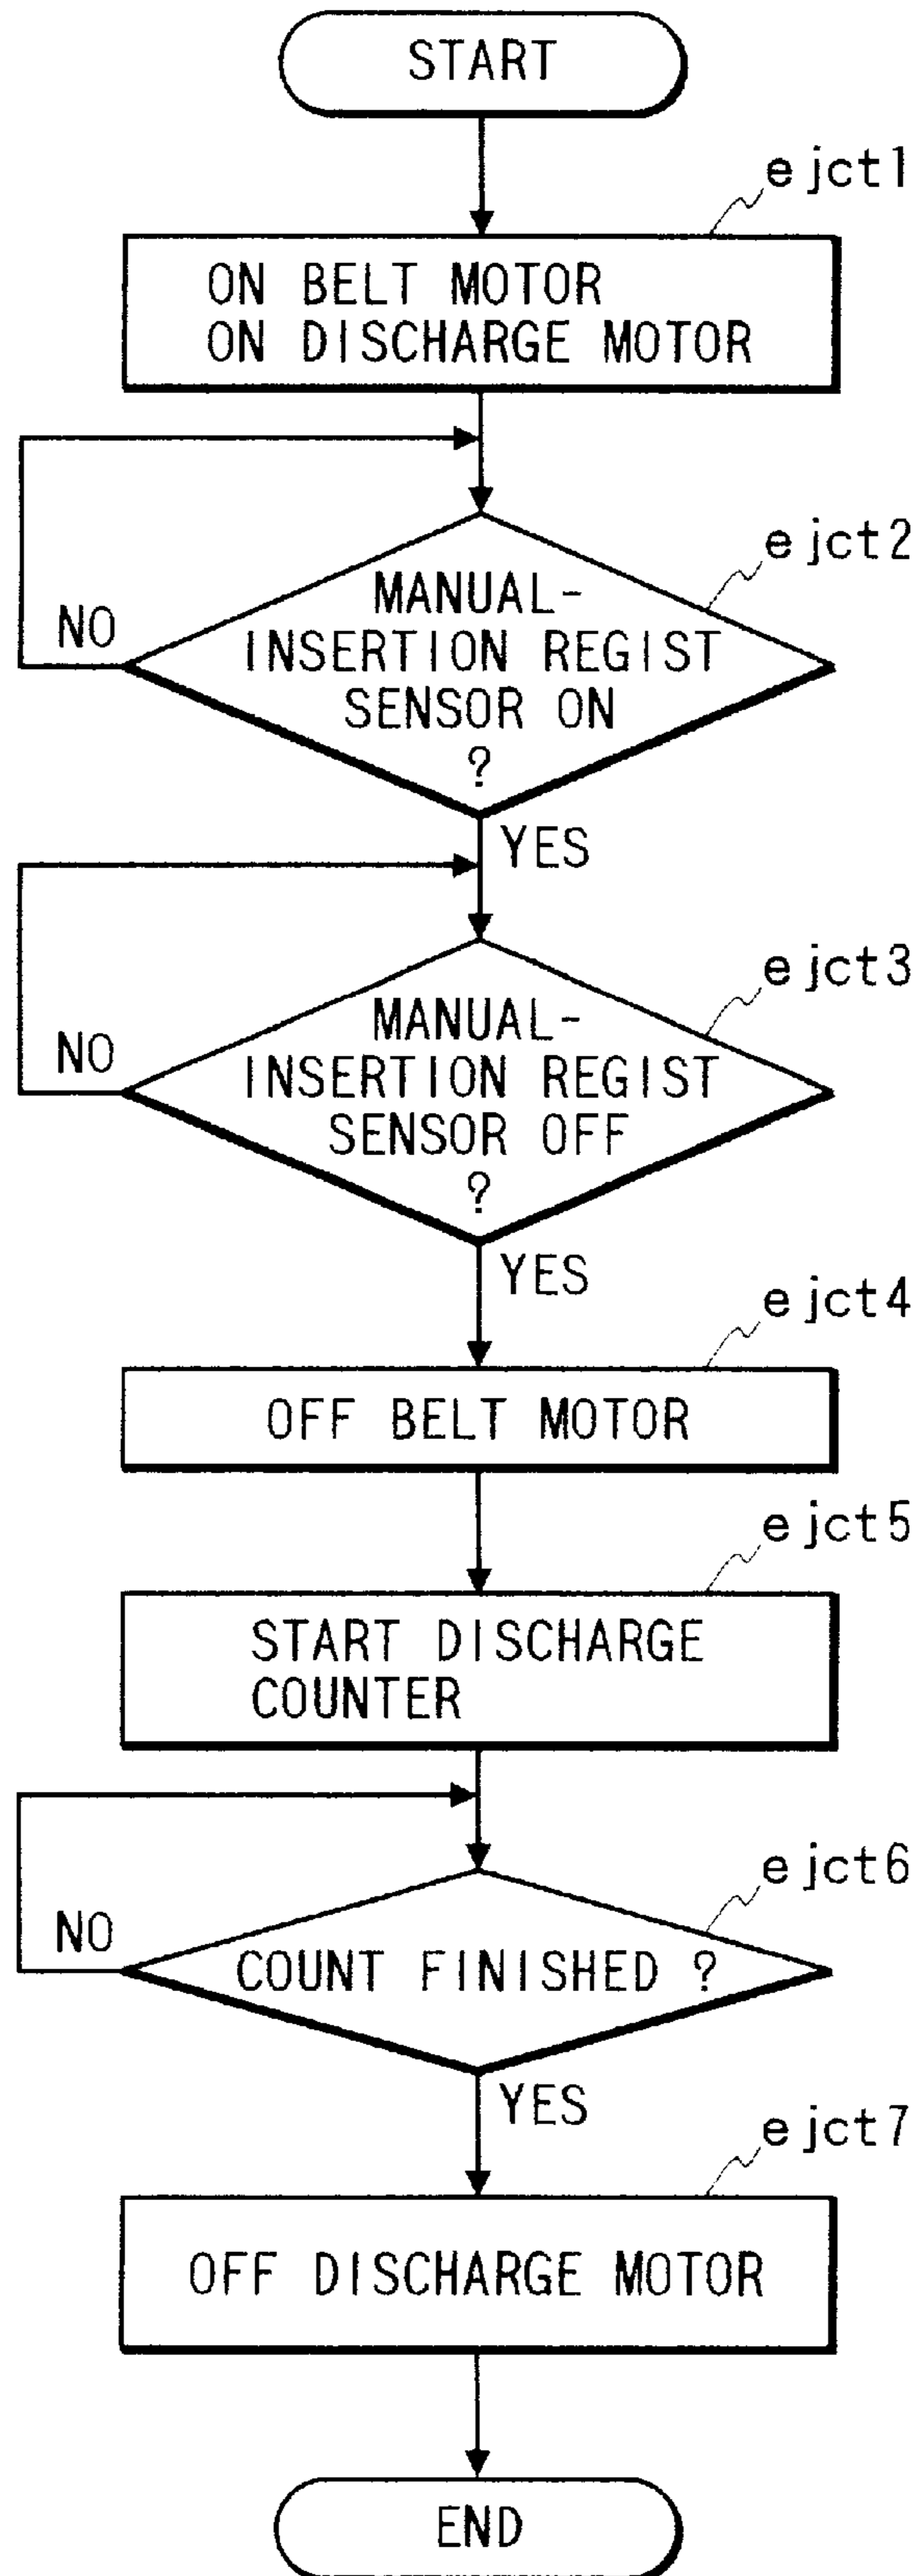 START
ejct1
ON BELT MOTOR
ON DISCHARGE MOTOR
ejct2
MANUAL-
INSERTION REGIST
SENSOR ON
?
NO
YES
ejct3
MANUAL-
INSERTION REGIST
SENSOR OFF
?
NO
YES
ejct4
OFF BELT MOTOR
ejct5
START DISCHARGE
COUNTER
ejct6
COUNT FINISHED ?
NO
YES
ejct7
OFF DISCHARGE MOTOR
END